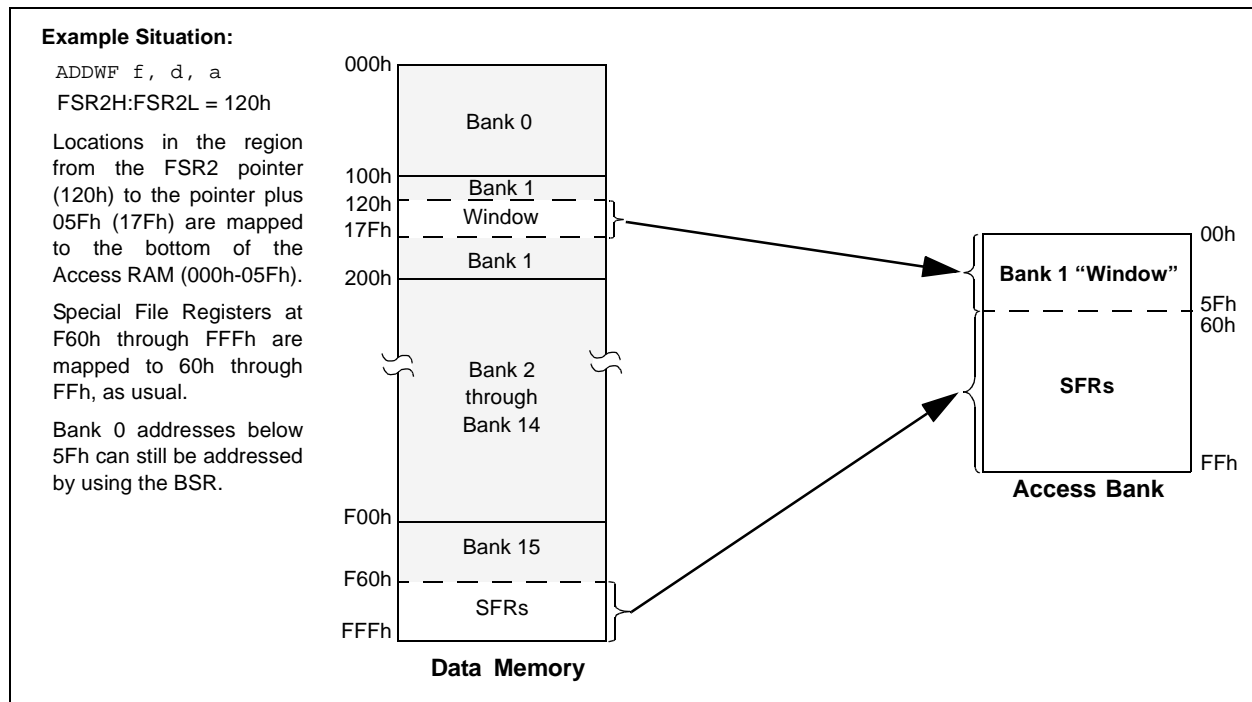 Example Situation:
ADDWF f, d, a
FSR2H:FSR2L = 120h
Locations in the region
from the FSR2 pointer
(120h) to the pointer plus
05Fh (17Fh) are mapped
to the bottom of the
Access RAM (000h-05Fh).
Special File Registers at
F60h through FFFh are
mapped to 60h through
FFh, as usual.
Bank 0 addresses below
5Fh can still be addressed
by using the BSR.
000h
Bank 0
100h
Bank 1
120h
Window
17Fh
Bank 1
200h
Bank 2
through
Bank 14
F00h
Bank 15
F60h
SFRs
FFFh
Data Memory
00h
Bank 1 “Window”
5Fh
60h
SFRs
FFh
Access Bank